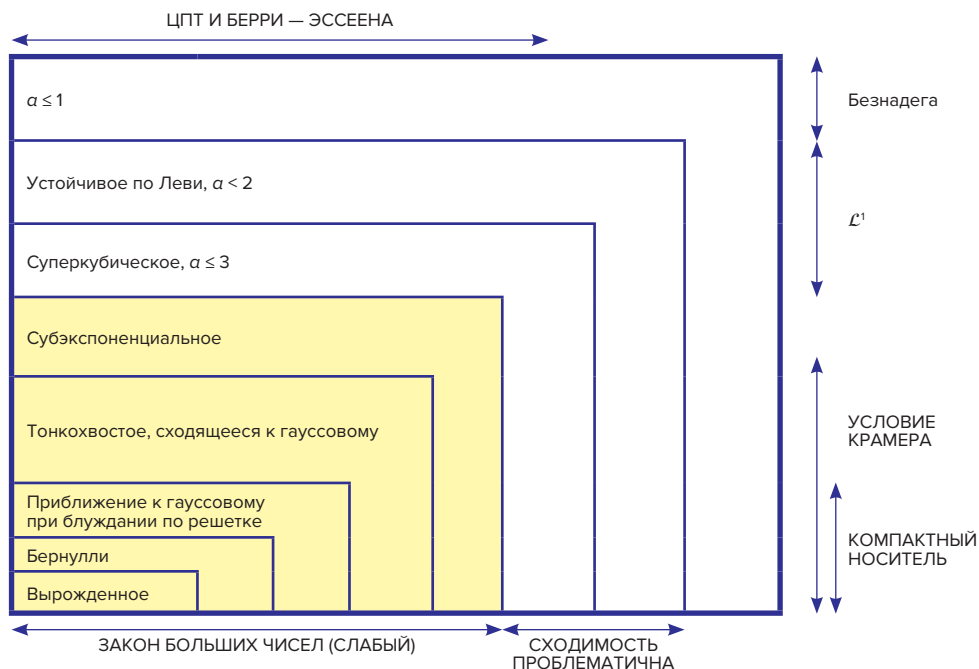 ЦПТ И БЕРРИ — ЭССЕЕНА
α ≤ 1
Безнадега
Устойчивое по Леви, α < 2
ℒ¹
Суперкубическое, α ≤ 3
Субэкспоненциальное
Тонкохвостое, сходящееся к гауссовому
УСЛОВИЕ
КРАМЕРА
Приближение к гауссовому
при блуждании по решетке
КОМПАКТНЫЙ
НОСИТЕЛЬ
Бернулли
Вырожденное
ЗАКОН БОЛЬШИХ ЧИСЕЛ (СЛАБЫЙ)
СХОДИМОСТЬ
ПРОБЛЕМАТИЧНА